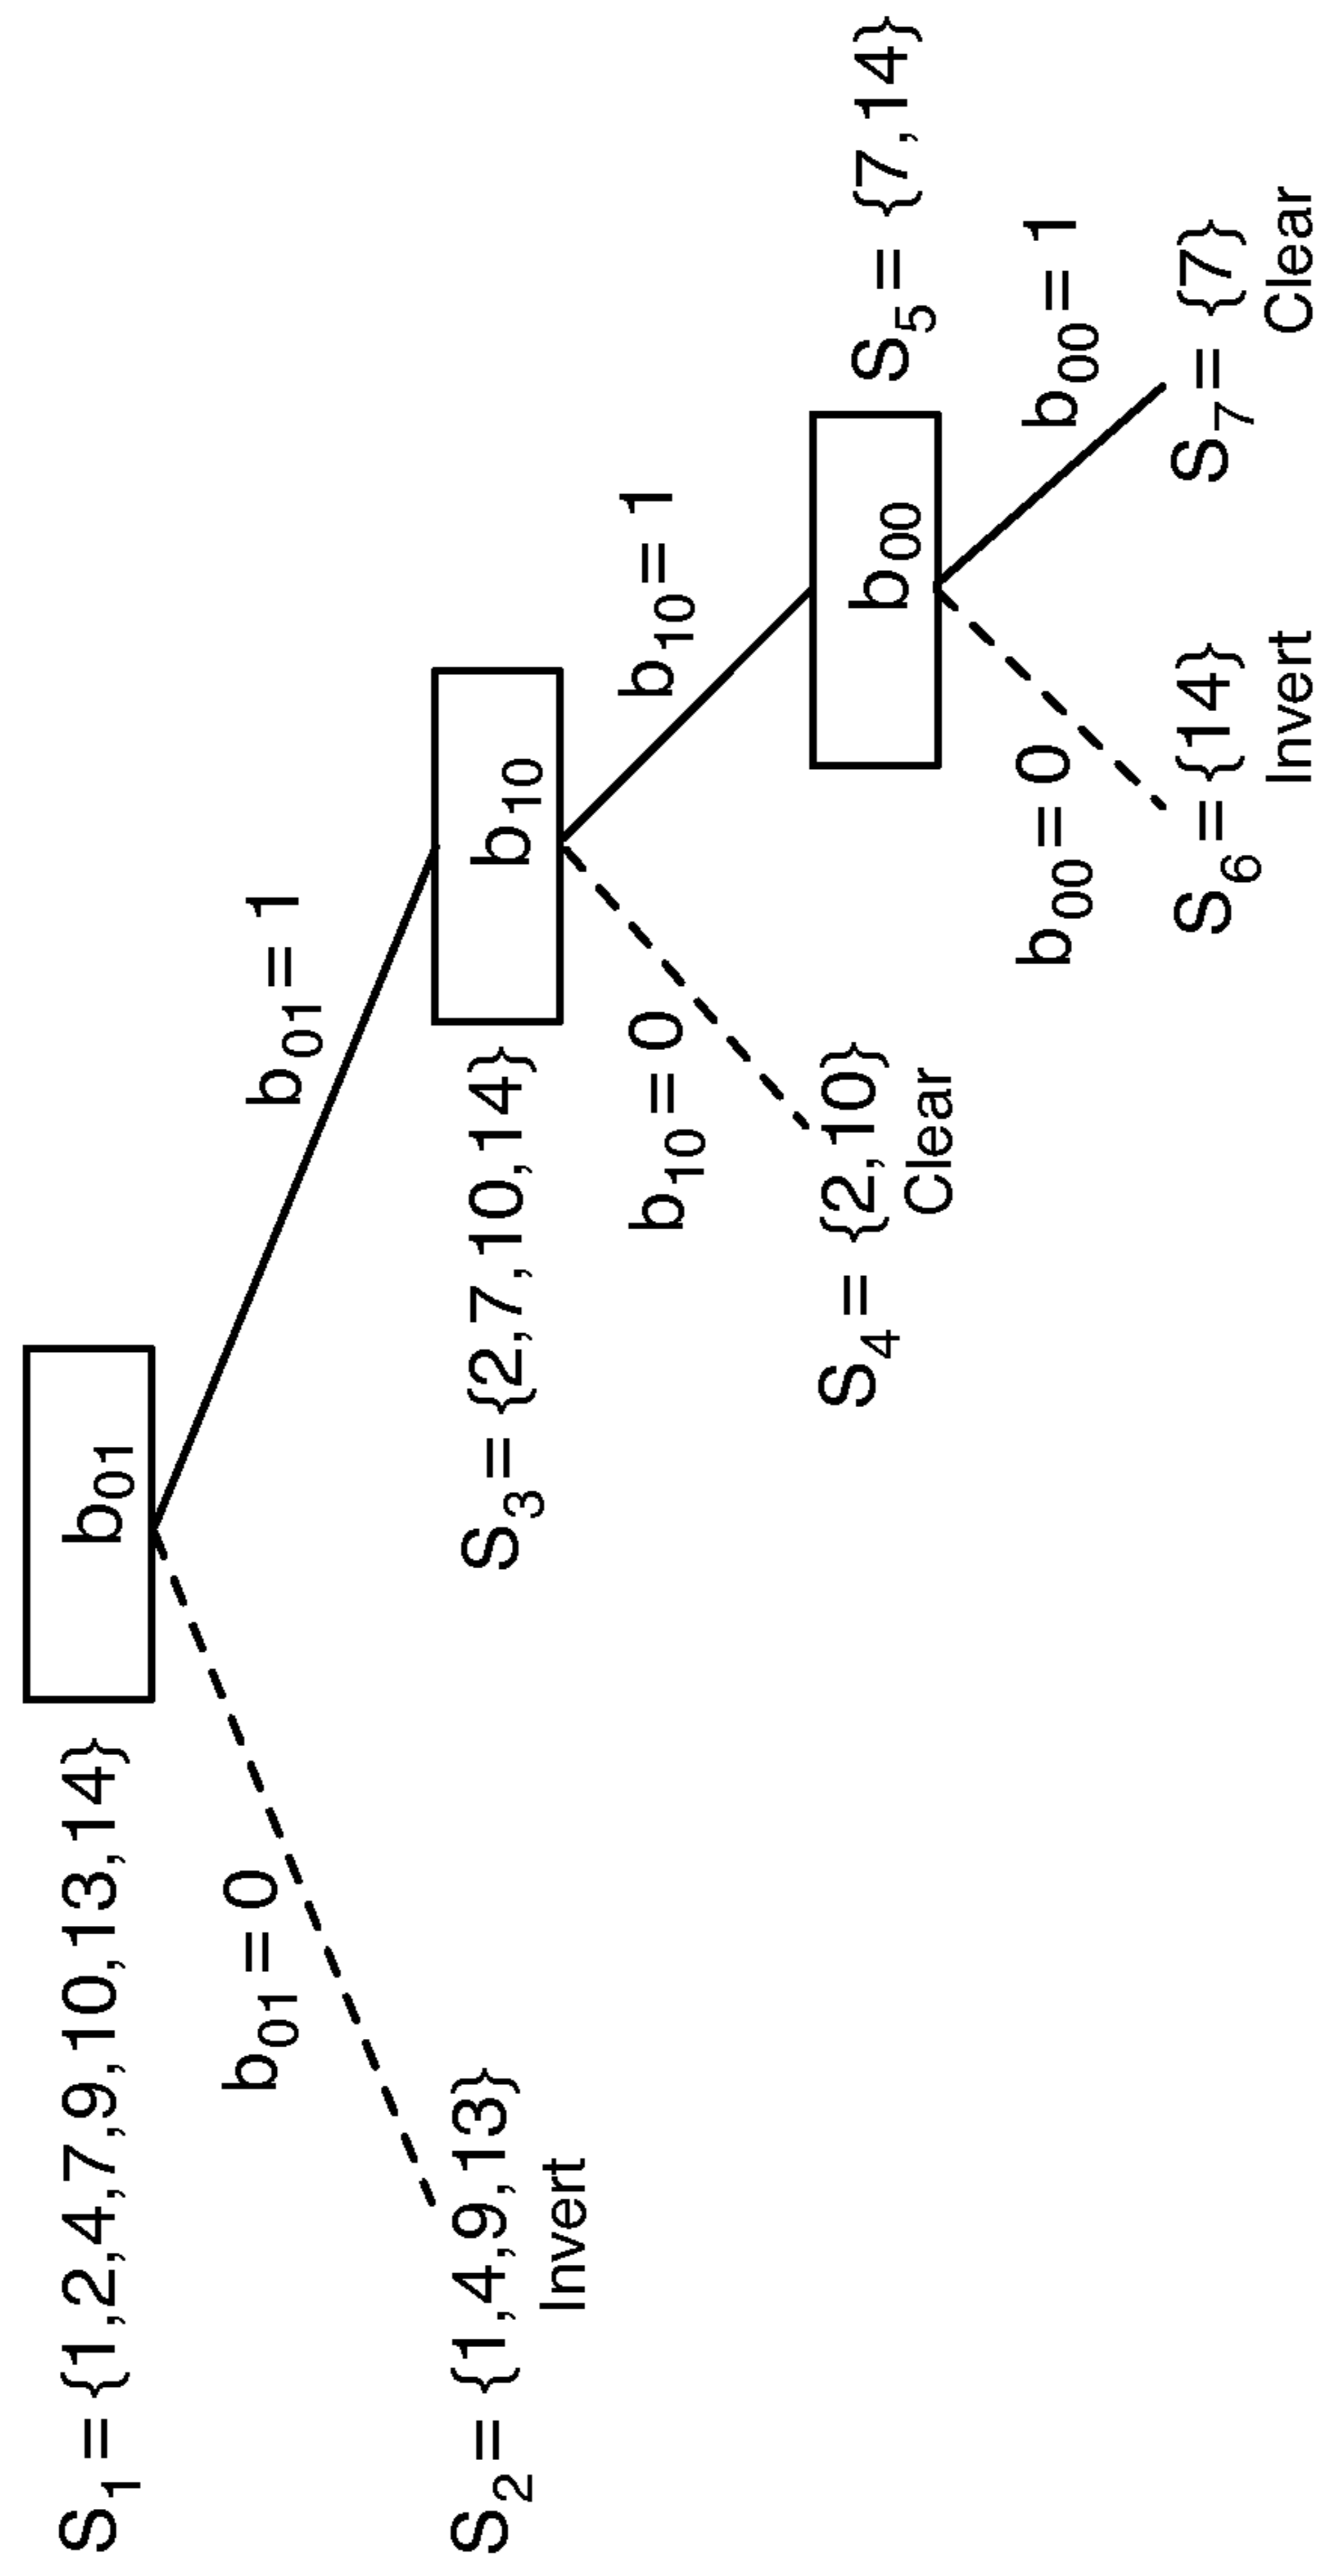 S₁ = {1,2,4,7,9,10,13,14}
b₀₁
b₀₁ = 0
b₀₁ = 1
S₂ = {1,4,9,13}
Invert
S₃ = {2,7,10,14}
b₁₀
b₁₀ = 0
b₁₀ = 1
S₄ = {2,10}
Clear
b₀₀
S₅ = {7,14}
b₀₀ = 0
b₀₀ = 1
S₆ = {14}
Invert
S₇ = {7}
Clear